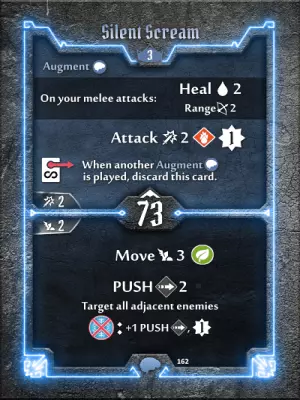 Silent Scream
3
Augment
On your melee attacks:
Heal 2
Range 2
Attack 2 1
When another Augment
is played, discard this card.
2
73
2
Move 3
PUSH 2
Target all adjacent enemies
: +1 PUSH , 1
162